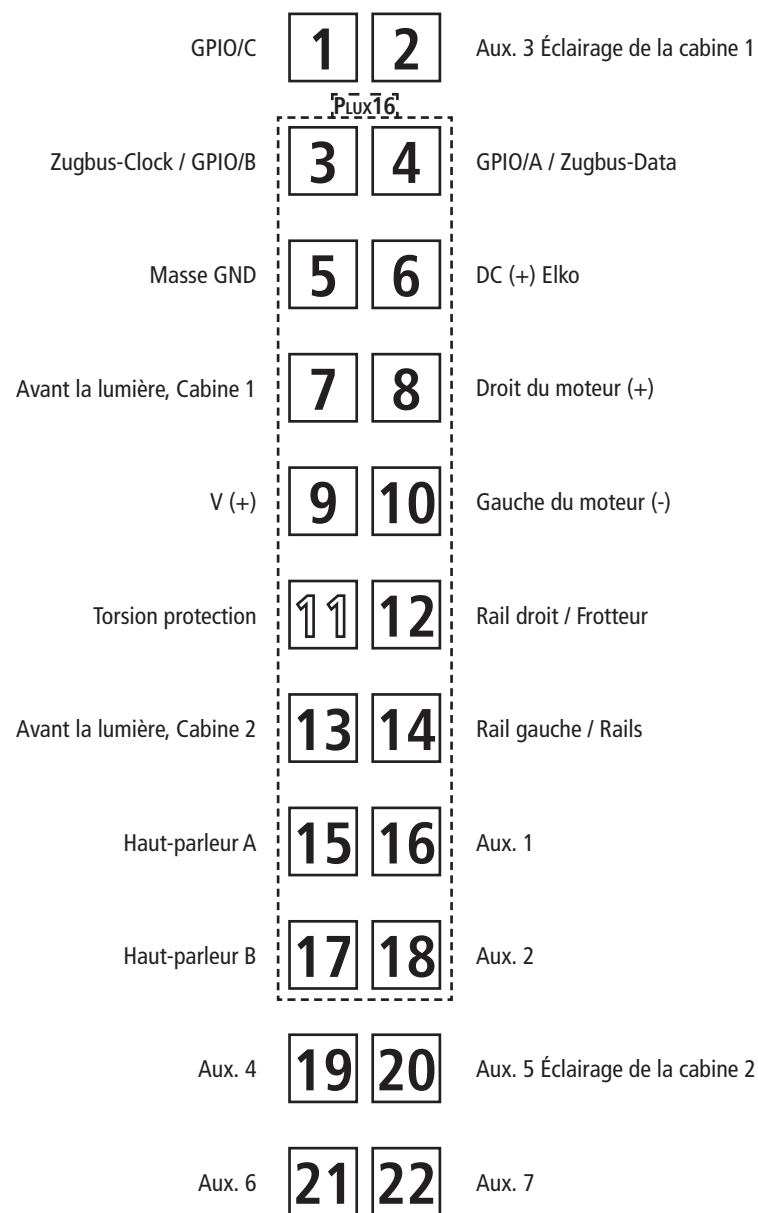 GPIO/C 1 2 Aux. 3 Éclairage de la cabine 1
PLUX16
Zugbus-Clock / GPIO/B 3 4 GPIO/A / Zugbus-Data
Masse GND 5 6 DC (+) Elko
Avant la lumière, Cabine 1 7 8 Droit du moteur (+)
V (+) 9 10 Gauche du moteur (-)
Torsion protection 11 12 Rail droit / Frotteur
Avant la lumière, Cabine 2 13 14 Rail gauche / Rails
Haut-parleur A 15 16 Aux. 1
Haut-parleur B 17 18 Aux. 2
Aux. 4 19 20 Aux. 5 Éclairage de la cabine 2
Aux. 6 21 22 Aux. 7